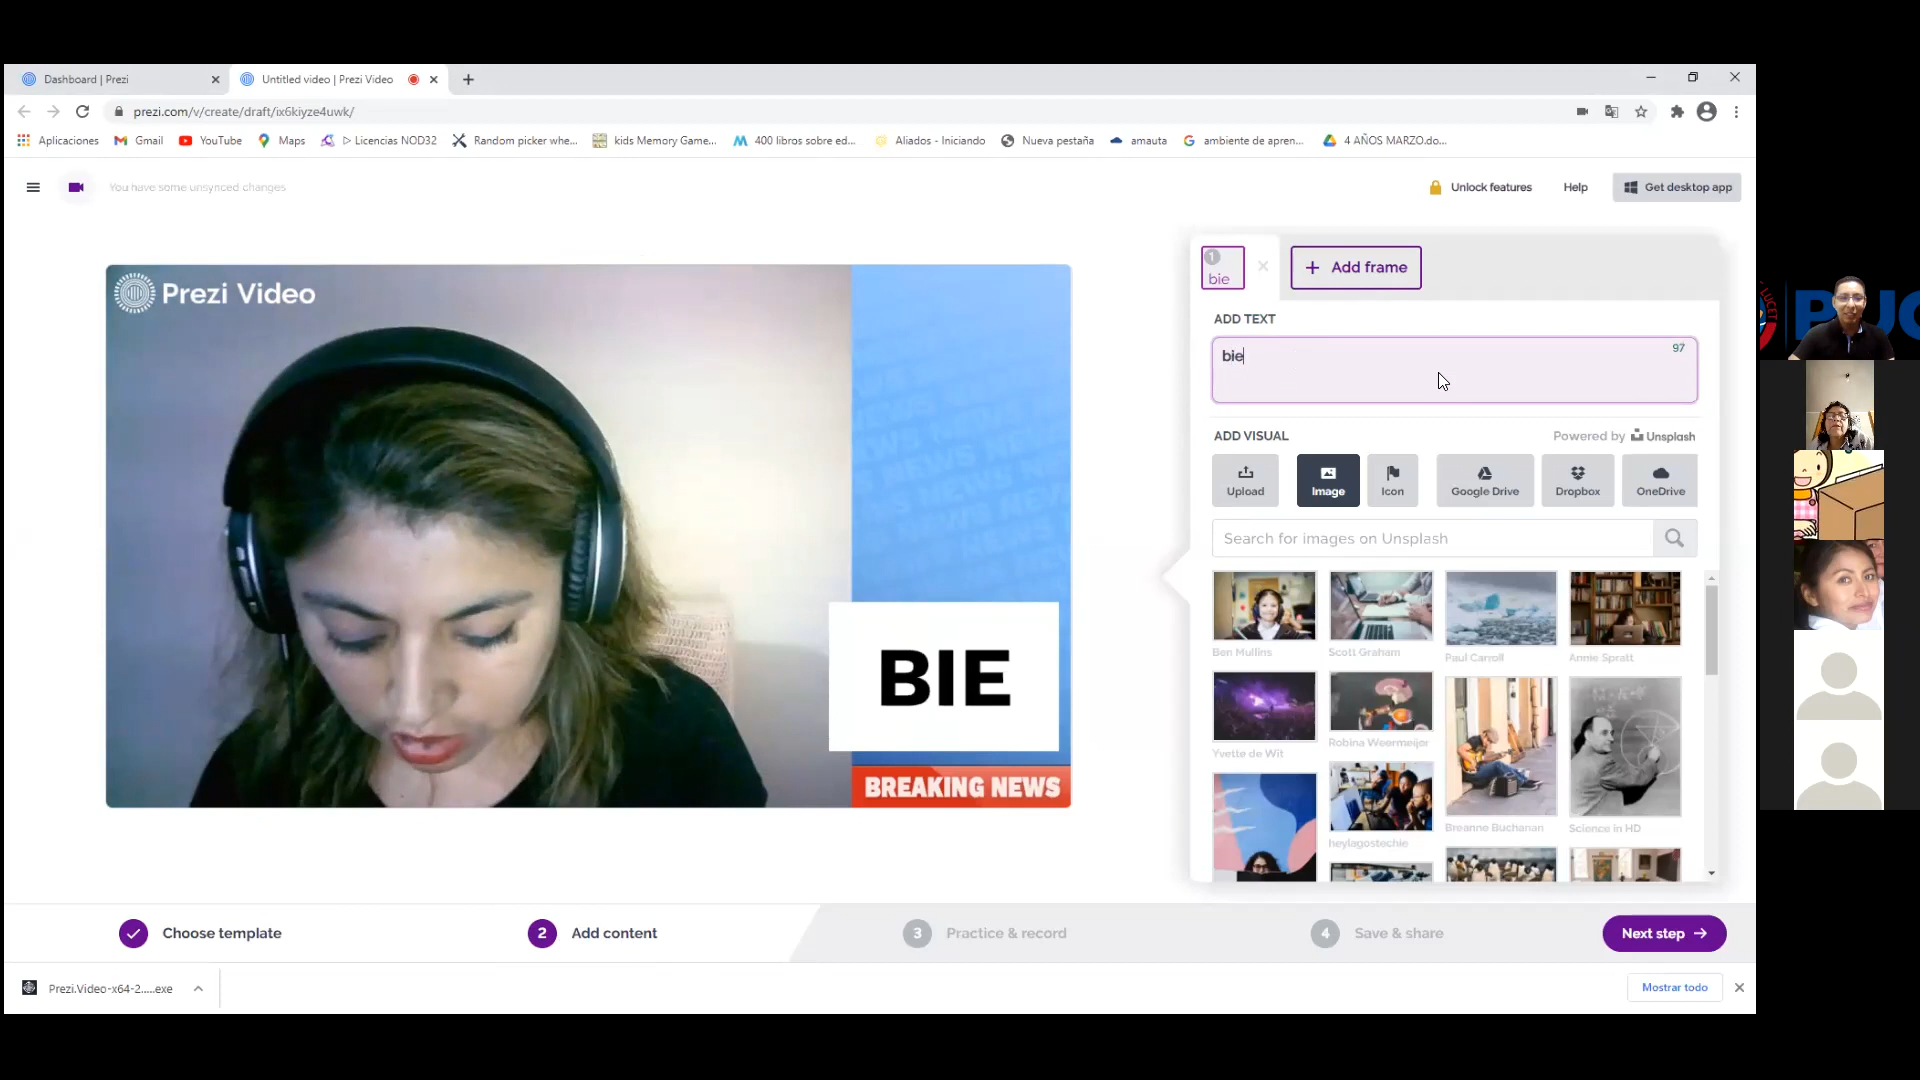 Dashboard | Prezi
Untitled video | Prezi Video
prezi.com/v/create/draft/ix6kiyze4uwk/
Aplicaciones
Gmail
YouTube
Maps
▷ Licencias NOD32
Random picker whe...
kids Memory Game...
400 libros sobre ed...
Aliados - Iniciando
Nueva pestaña
amauta
ambiente de apren...
4 AÑOS MARZO.do...
You have some unsynced changes
Unlock features
Help
Get desktop app
Prezi Video
BIE
BREAKING NEWS
1
bie
+ Add frame
ADD TEXT
bie
97
ADD VISUAL
Powered by Unsplash
Upload
Image
Icon
Google Drive
Dropbox
OneDrive
Search for images on Unsplash
Ben Mullins
Scott Graham
Paul Carroll
Annie Spratt
Yvette de Wit
Robina Weermeijer
Breanne Buchanan
Science in HD
heylagostechie
Choose template
2 Add content
3 Practice & record
4 Save & share
Next step →
Prezi.Video-x64-2.....exe
Mostrar todo